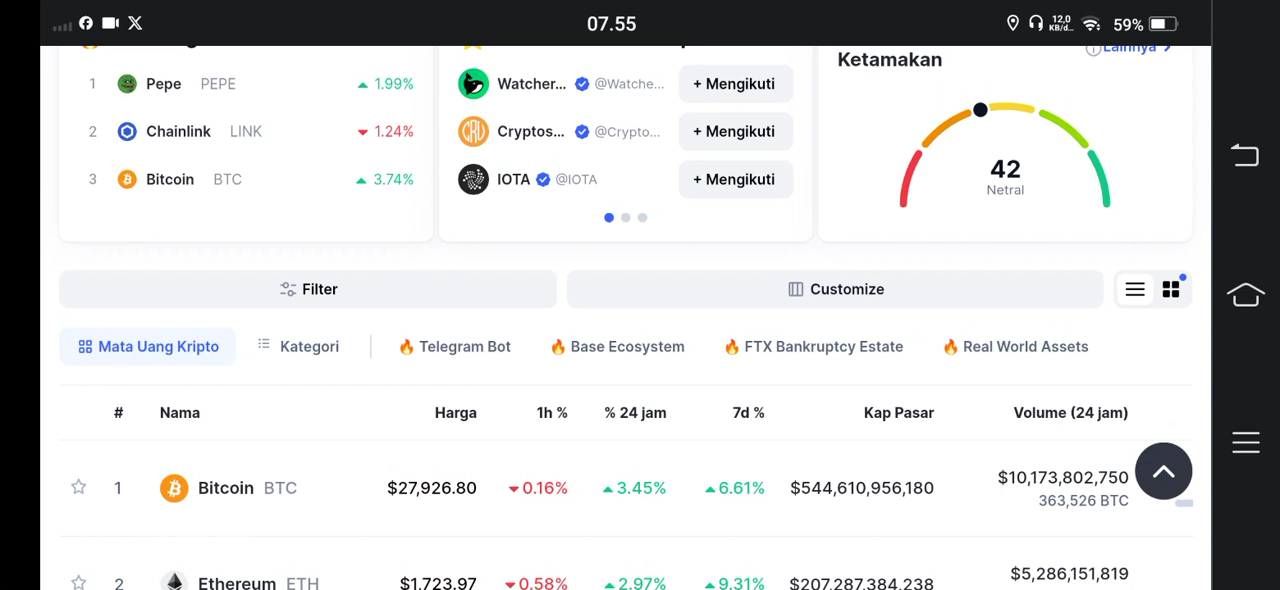 07.55
12,0
KB/d...
59%
1 Pepe PEPE 1.99%
2 Chainlink LINK 1.24%
3 Bitcoin BTC 3.74%
Watcher... @Watche... + Mengikuti
Cryptos... @Crypto... + Mengikuti
IOTA @IOTA + Mengikuti
Lainnya
Ketamakan
42
Netral
Filter
Customize
Mata Uang Kripto Kategori 🔥 Telegram Bot 🔥 Base Ecosystem 🔥 FTX Bankruptcy Estate 🔥 Real World Assets
# Nama Harga 1h % % 24 jam 7d % Kap Pasar Volume (24 jam)
1 Bitcoin BTC $27,926.80 0.16% 3.45% 6.61% $544,610,956,180 $10,173,802,750
363,526 BTC
2 Ethereum ETH $1,723.97 0.58% 2.97% 9.31% $207,287,384,238 $5,286,151,819